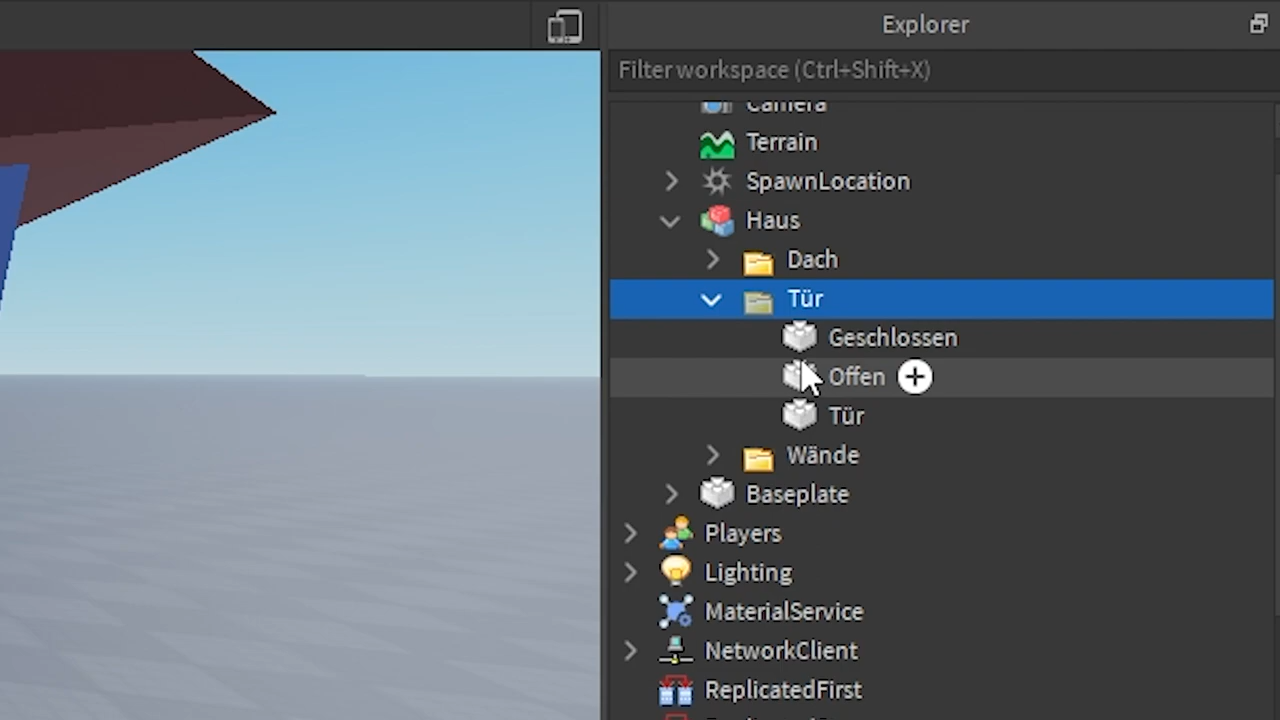 Explorer
Filter workspace (Ctrl+Shift+X)
Camera
Terrain
SpawnLocation
Haus
Dach
Tür
Geschlossen
Offen
Tür
Wände
Baseplate
Players
Lighting
MaterialService
NetworkClient
ReplicatedFirst